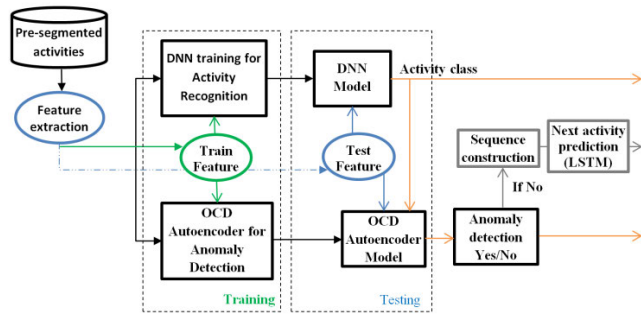 Pre-segmented
activities
Feature
extraction
DNN training for
Activity
Recognition
Train
Feature
OCD
Autoencoder for
Anomaly
Detection
Training
DNN
Model
Test
Feature
OCD
Autoencoder
Model
Testing
Activity class
Sequence
construction
Next activity
prediction
(LSTM)
If No
Anomaly
detection
Yes/No